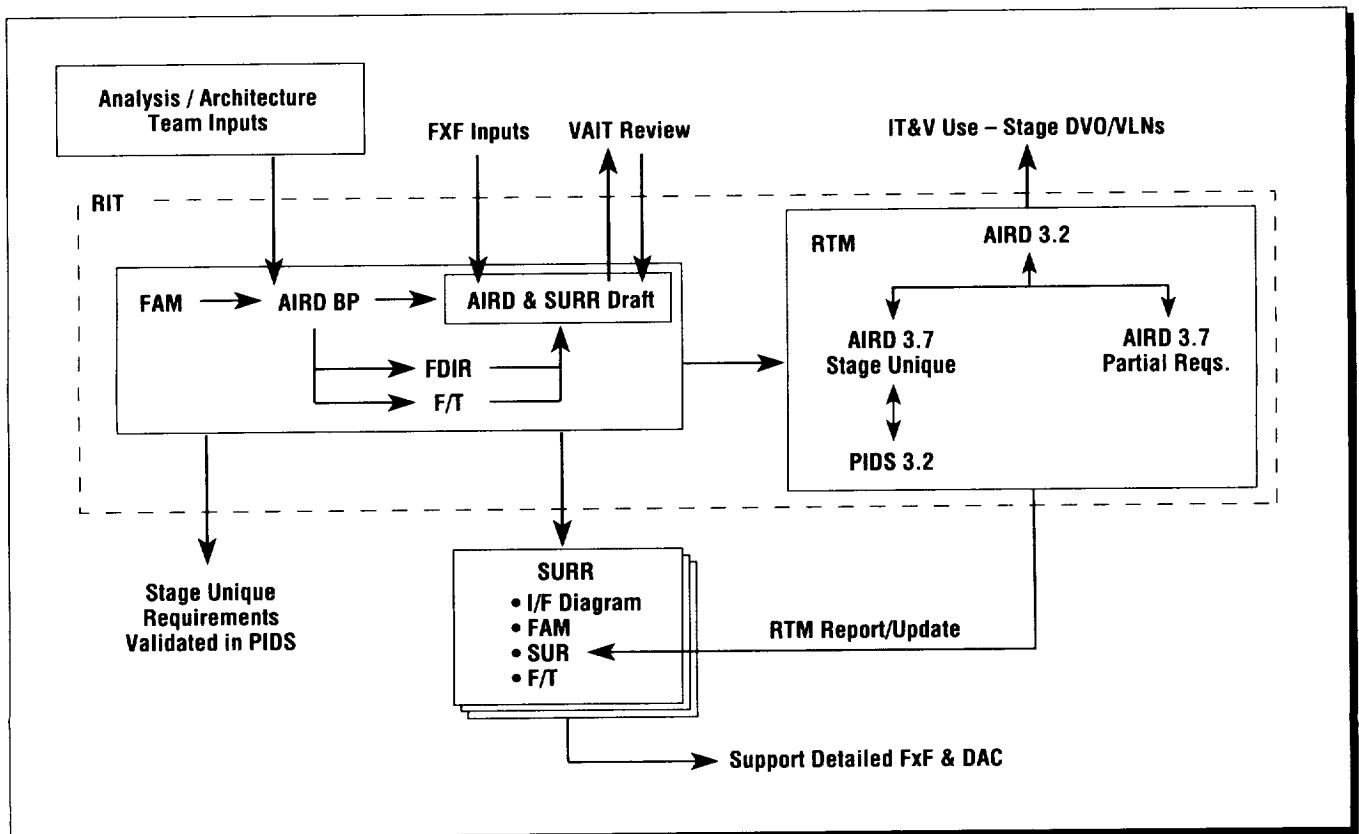 Analysis / Architecture
Team Inputs
FXF Inputs
VAIT Review
IT&V Use – Stage DVO/VLNs
RIT
FAM
AIRD BP
AIRD & SURR Draft
FDIR
F/T
RTM
AIRD 3.2
AIRD 3.7
Stage Unique
AIRD 3.7
Partial Reqs.
PIDS 3.2
Stage Unique
Requirements
Validated in PIDS
SURR
• I/F Diagram
• FAM
• SUR
• F/T
RTM Report/Update
Support Detailed FxF & DAC